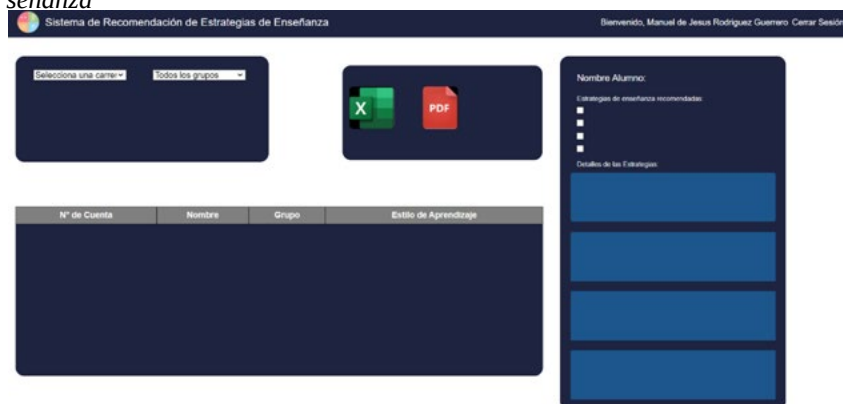 señanza
Sistema de Recomendación de Estrategias de Enseñanza
Bienvenido, Manuel de Jesus Rodriguez Guerrero Cerrar Sesión
Selecciona una carrer
Todos los grupos
X
PDF
Nº de Cuenta Nombre Grupo Estilo de Aprendizaje
Nombre Alumno:
Estrategias de enseñanza recomendadas:
Detalles de las Estrategias: